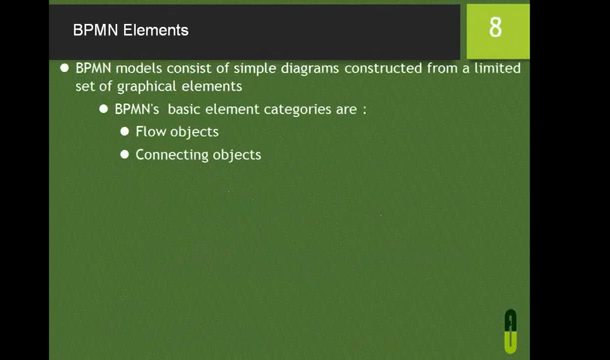 BPMN Elements
8
● BPMN models consist of simple diagrams constructed from a limited
set of graphical elements
● BPMN's basic element categories are :
● Flow objects
● Connecting objects